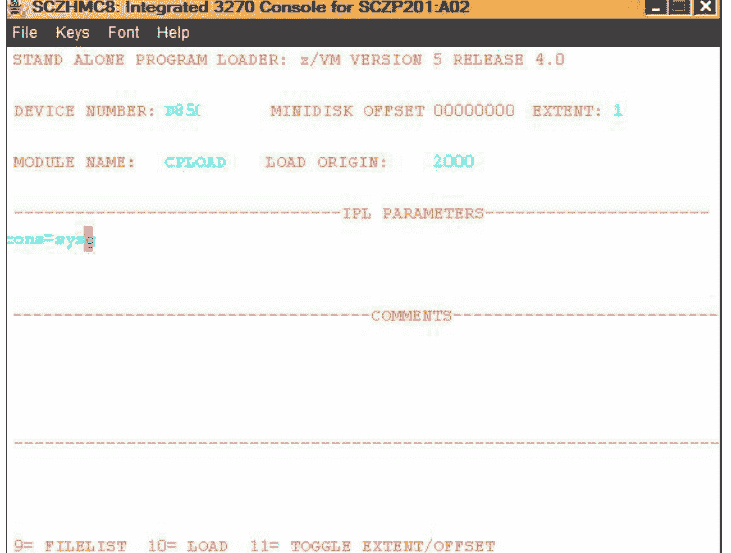 SCZHMC8: Integrated 3270 Console for SCZP201:A02
File Keys Font Help
STAND ALONE PROGRAM LOADER: z/VM VERSION 5 RELEASE 4.0
DEVICE NUMBER: MINIDISK OFFSET 00000000 EXTENT: 1
MODULE NAME: CPLOAD LOAD ORIGIN: 2000
-------------------------------IPL PARAMETERS----------------------
cons=sysg
----------------------------------COMMENTS--------------------------
--------------------------------------------------------------------
9= FILELIST 10= LOAD 11= TOGGLE EXTENT/OFFSET